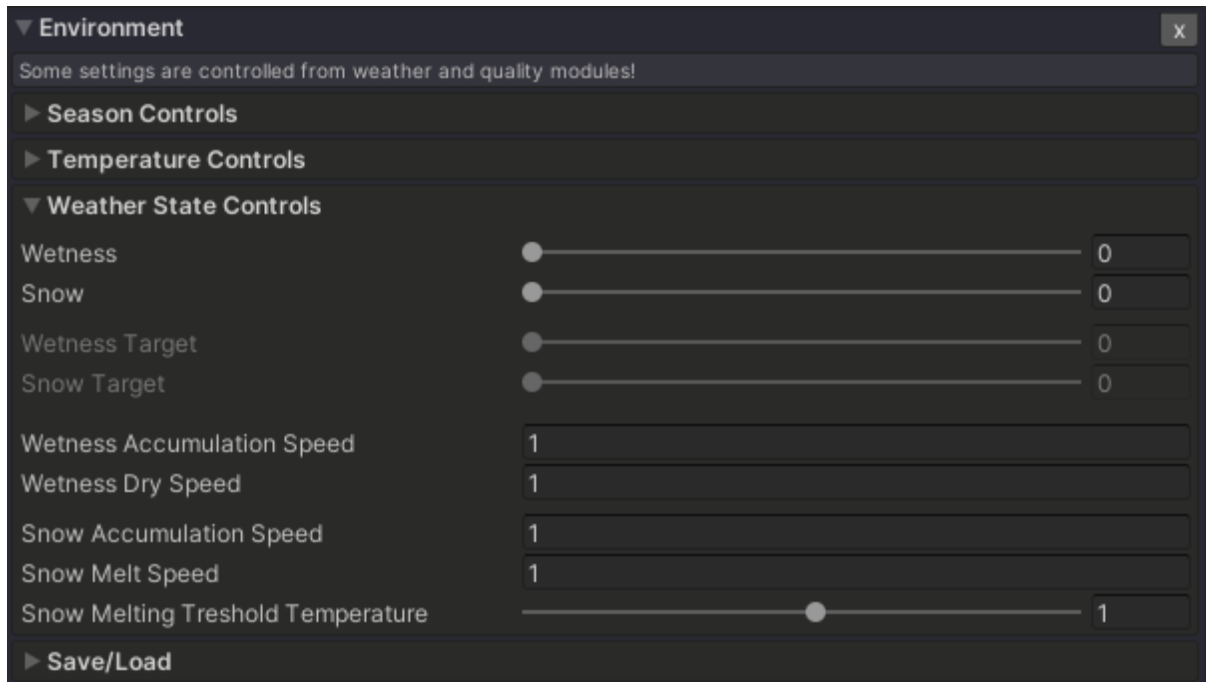 Environment
x
Some settings are controlled from weather and quality modules!
Season Controls
Temperature Controls
Weather State Controls
Wetness 0
Snow 0
Wetness Target 0
Snow Target 0
Wetness Accumulation Speed 1
Wetness Dry Speed 1
Snow Accumulation Speed 1
Snow Melt Speed 1
Snow Melting Treshold Temperature 1
Save/Load